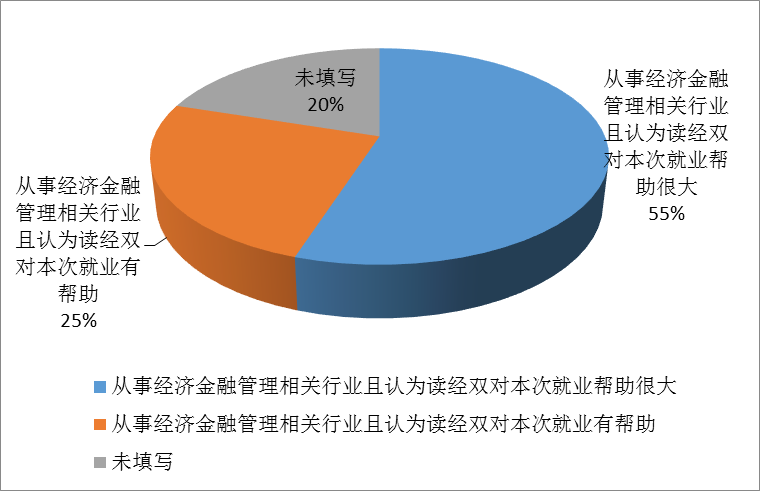 未填写
20%
从事经济金融
管理相关行业
且认为读经双
对本次就业帮
助很大
55%
从事经济金融
管理相关行业
且认为读经双
对本次就业有
帮助
25%
从事经济金融管理相关行业且认为读经双对本次就业帮助很大
从事经济金融管理相关行业且认为读经双对本次就业有帮助
未填写